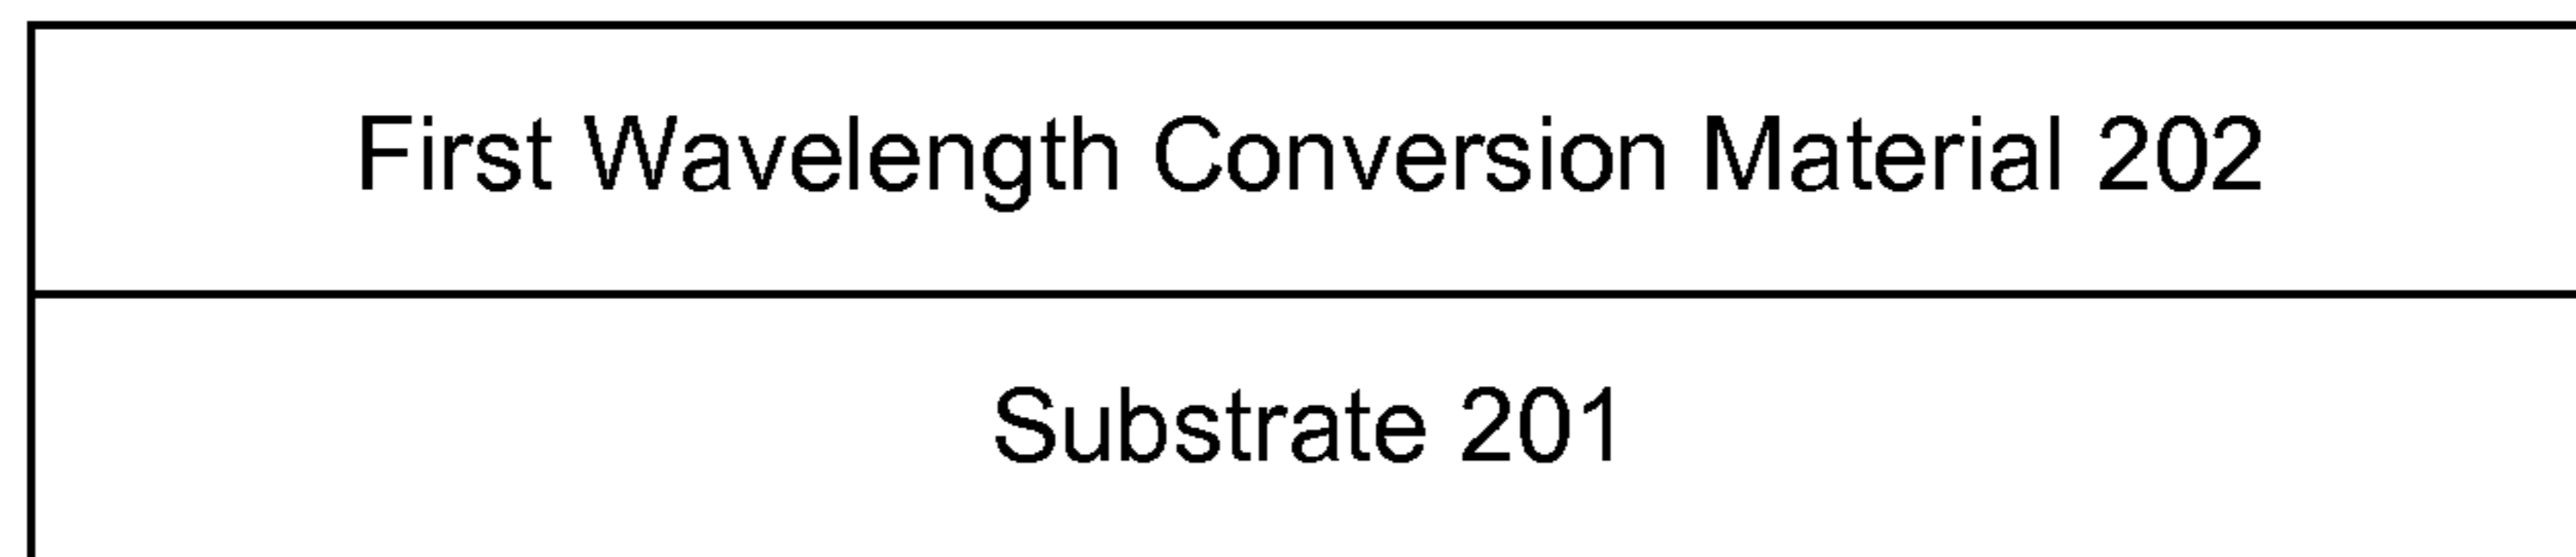 First Wavelength Conversion Material 202
Substrate 201